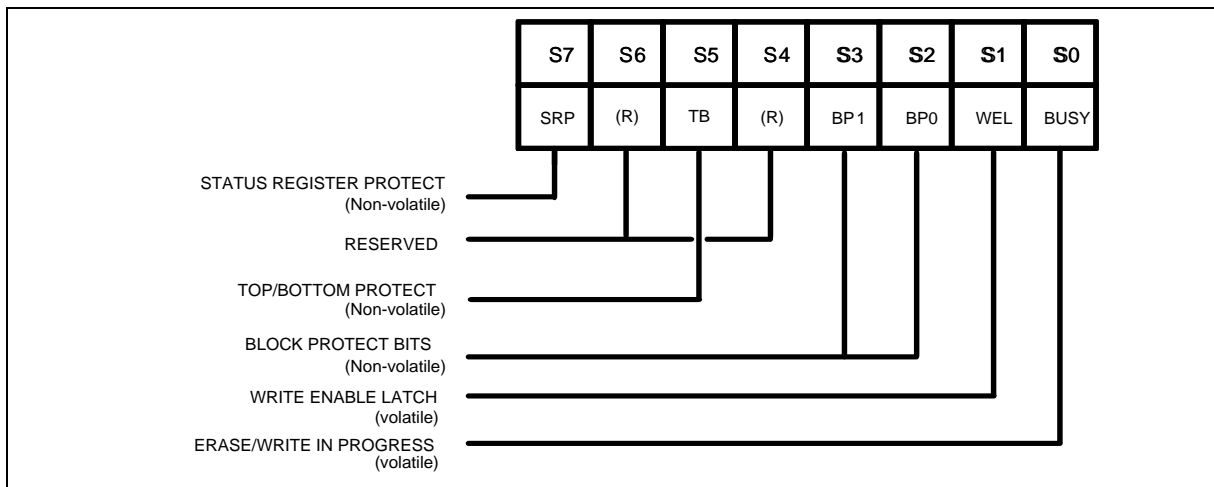 S7 S6 S5 S4 S3 S2 S1 S0
SRP (R) TB (R) BP1 BP0 WEL BUSY
STATUS REGISTER PROTECT
(Non-volatile)
RESERVED
TOP/BOTTOM PROTECT
(Non-volatile)
BLOCK PROTECT BITS
(Non-volatile)
WRITE ENABLE LATCH
(volatile)
ERASE/WRITE IN PROGRESS
(volatile)